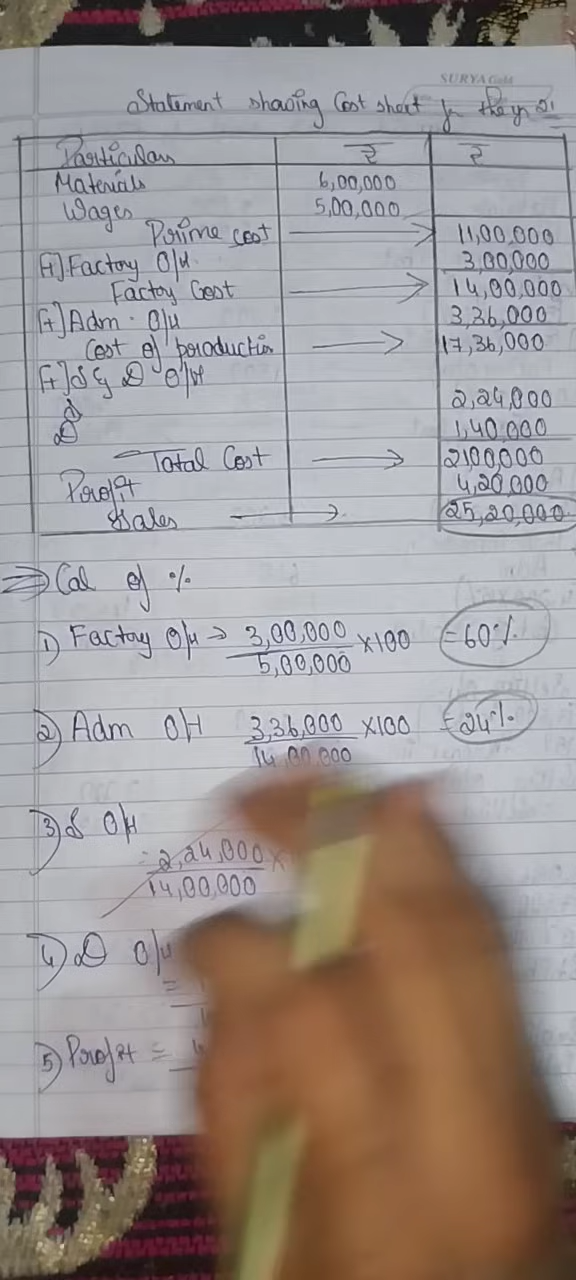 SURYA Gold
Statement showing Cost sheet for the yr 21
Particulars ₹ ₹
Materials 6,00,000
Wages 5,00,000
Prime cost → 11,00,000
[+] Factory O/H 3,00,000
Factory Cost → 14,00,000
[+] Adm. O/H 3,36,000
Cost of production → 17,36,000
[+] S & D O/H
S 2,24,000
D 1,40,000
Total Cost → 2100,000
Profit 4,20,000
Sales → 25,20,000
⇒ Cal of %
1) Factory O/H → 3,00,000 ×100 = 60%
5,00,000
2) Adm OH 3,36,000 ×100 = 24%
14,00,000
3) S O/H
= 2,24,000 ×
14,00,000
4) D O/H
=
5) Profit =